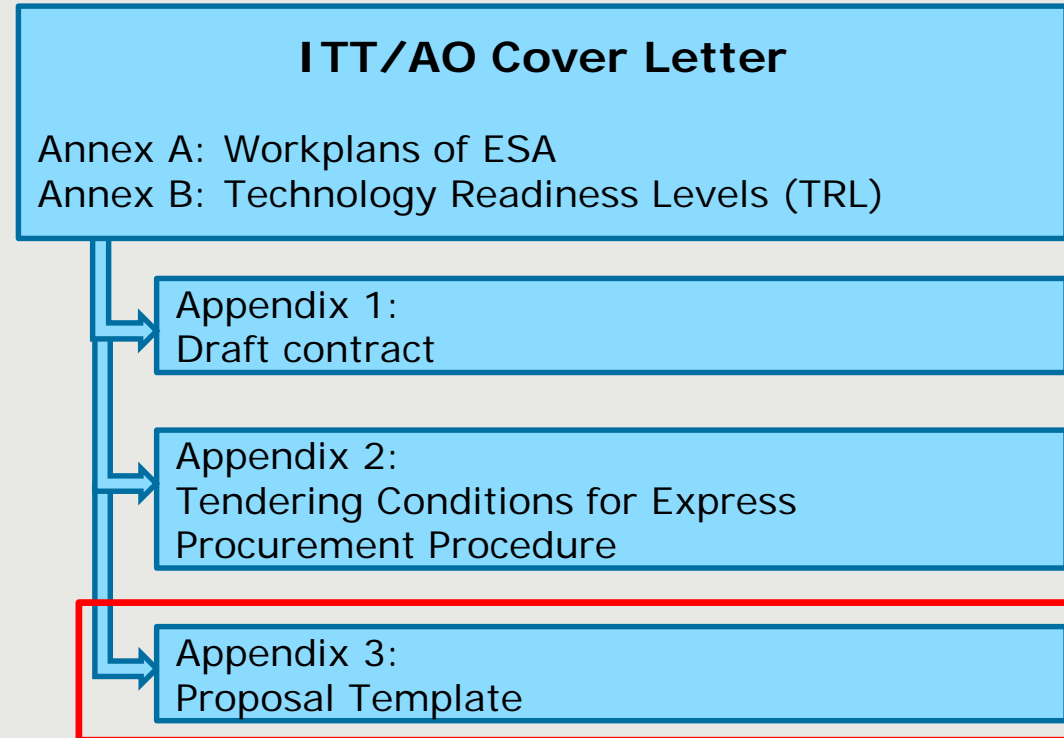 ITT/AO Cover Letter
Annex A: Workplans of ESA
Annex B: Technology Readiness Levels (TRL)
Appendix 1:
Draft contract
Appendix 2:
Tendering Conditions for Express
Procurement Procedure
Appendix 3:
Proposal Template